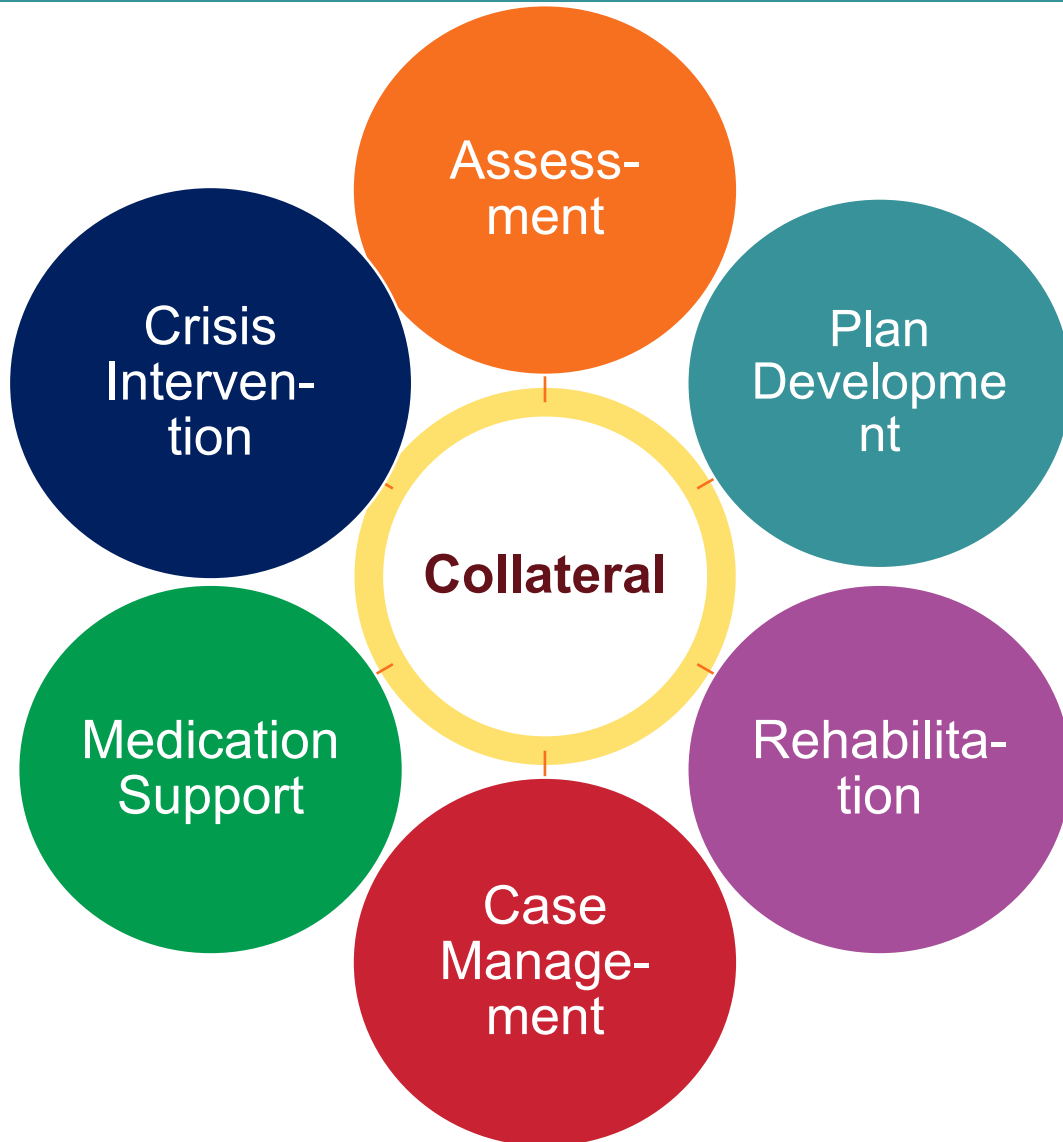 Assess-
ment
Crisis
Interven-
tion
Plan
Developme
nt
Collateral
Medication
Support
Rehabilita-
tion
Case
Manage-
ment